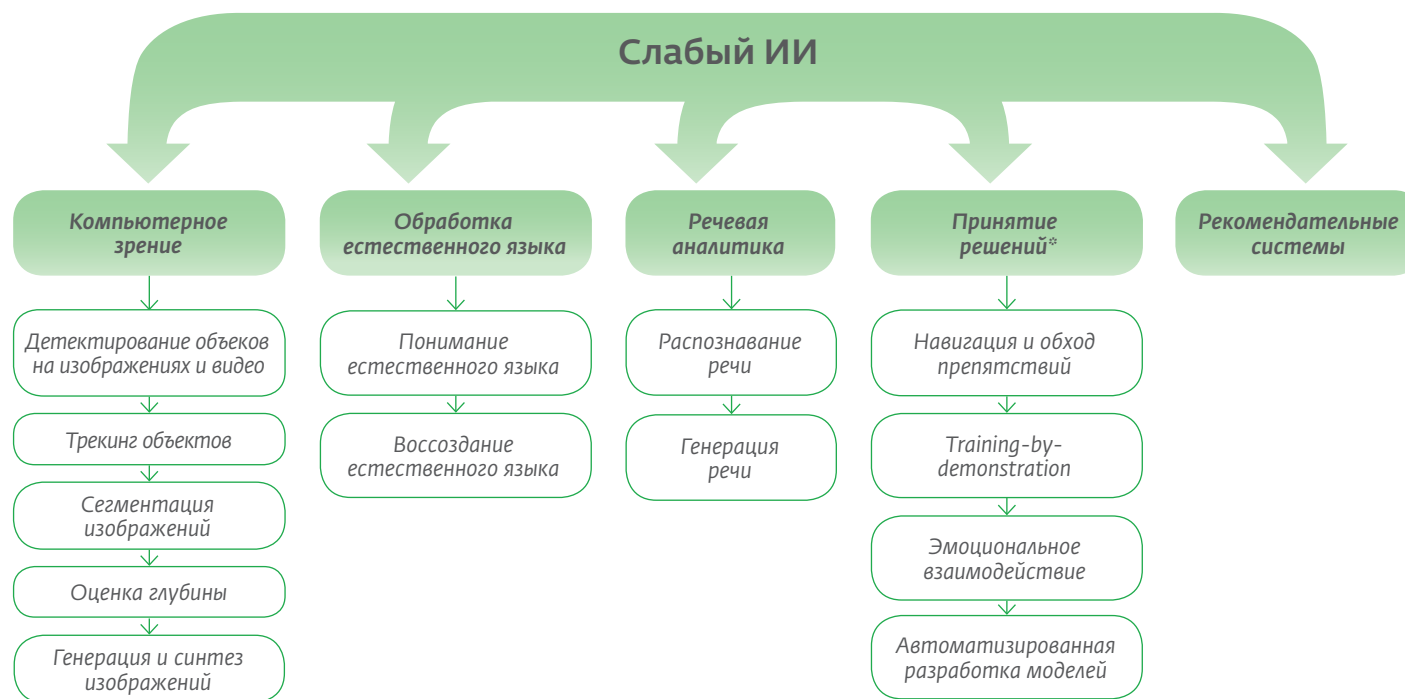 Слабый ИИ
Компьютерное
зрение
Детектирование объеков
на изображениях и видео
Трекинг объектов
Сегментация
изображений
Оценка глубины
Генерация и синтез
изображений
Обработка
естественного языка
Понимание
естественного языка
Воссоздание
естественного языка
Речевая
аналитика
Распознавание
речи
Генерация
речи
Принятие
решений*
Навигация и обход
препятствий
Training-by-
demonstration
Эмоциональное
взаимодействие
Автоматизированная
разработка моделей
Рекомендательные
системы